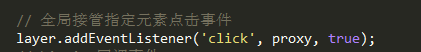 // 全局接管指定元素点击事件
layer.addEventListener('click', proxy, true);